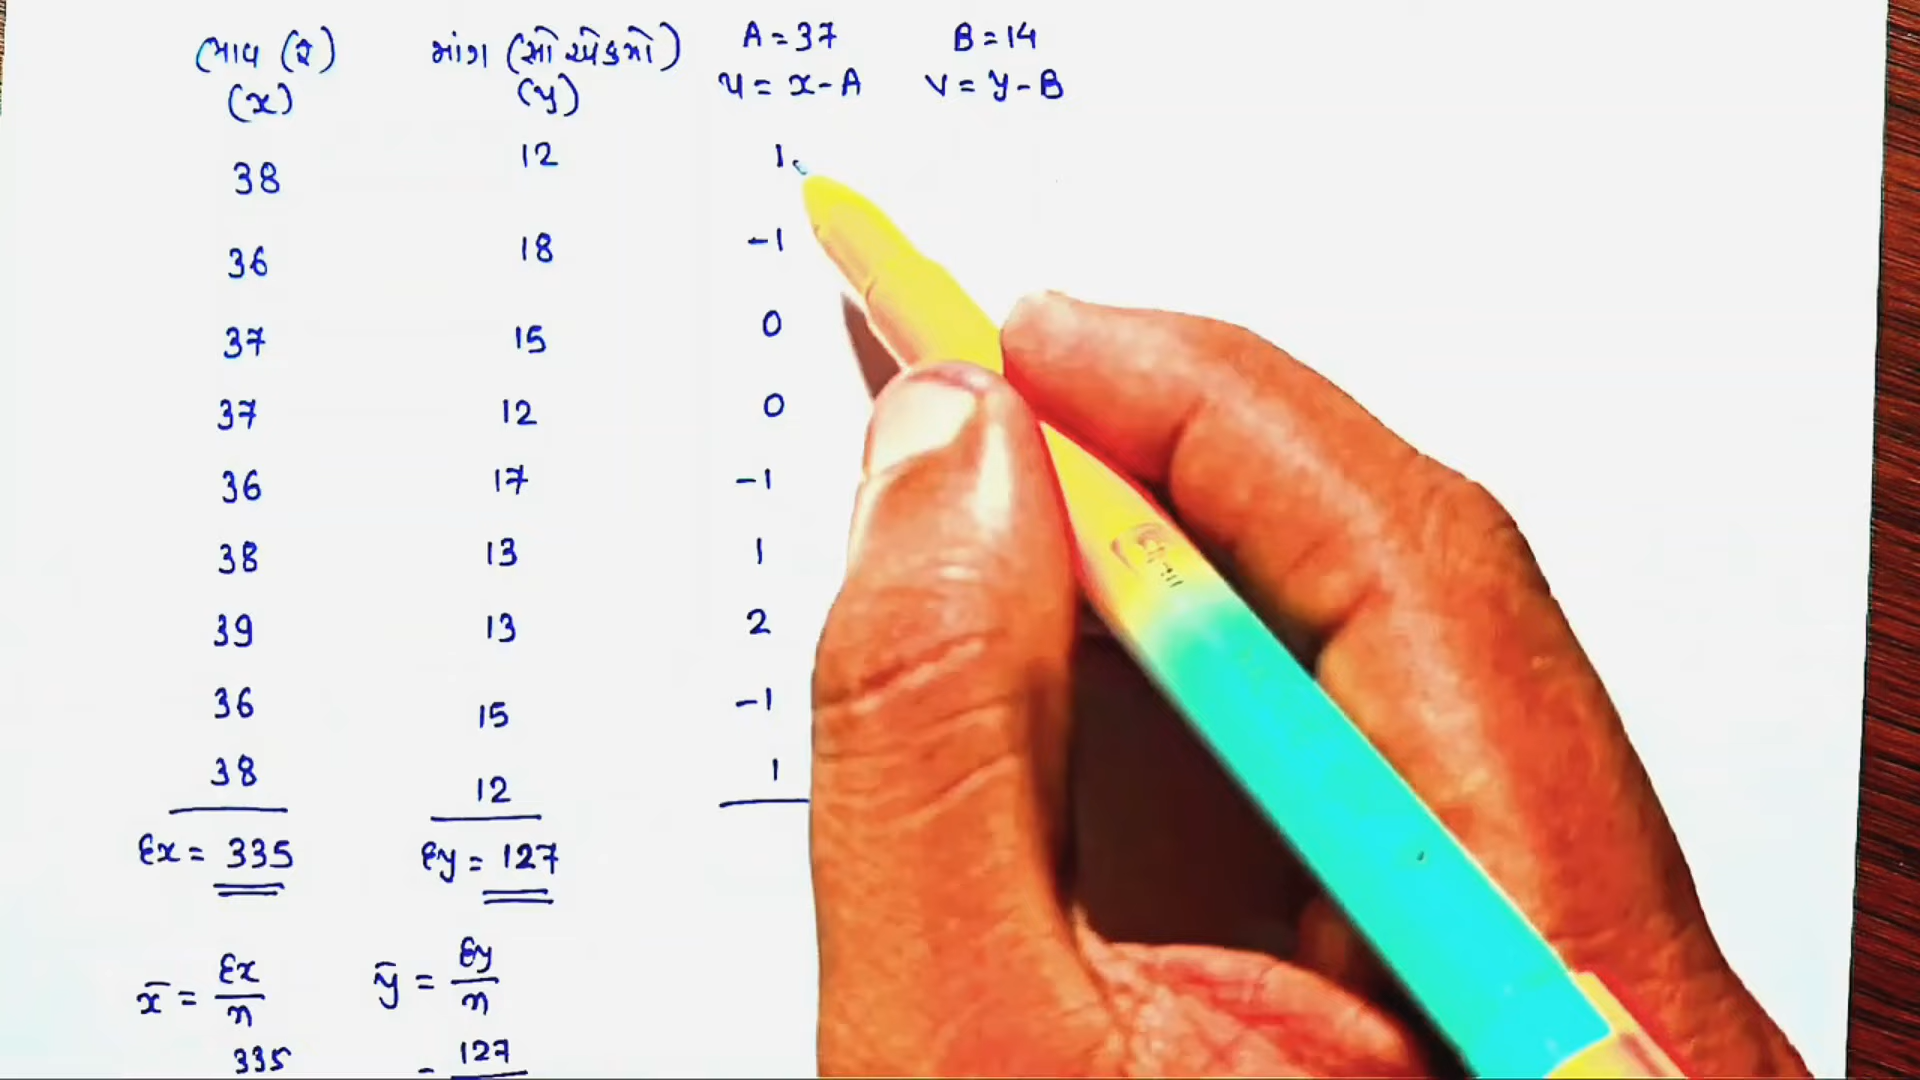 ભાવ (₹) માંગ (સો એકમો) A = 37 B = 14
(x) (y) u = x - A v = y - B
38 12 1
36 18 -1
37 15 0
37 12 0
36 17 -1
38 13 1
39 13 2
36 15 -1
38 12 1
Σx = 335 Σy = 127
x̄ = Σx/n ȳ = Σy/n
335 = 127